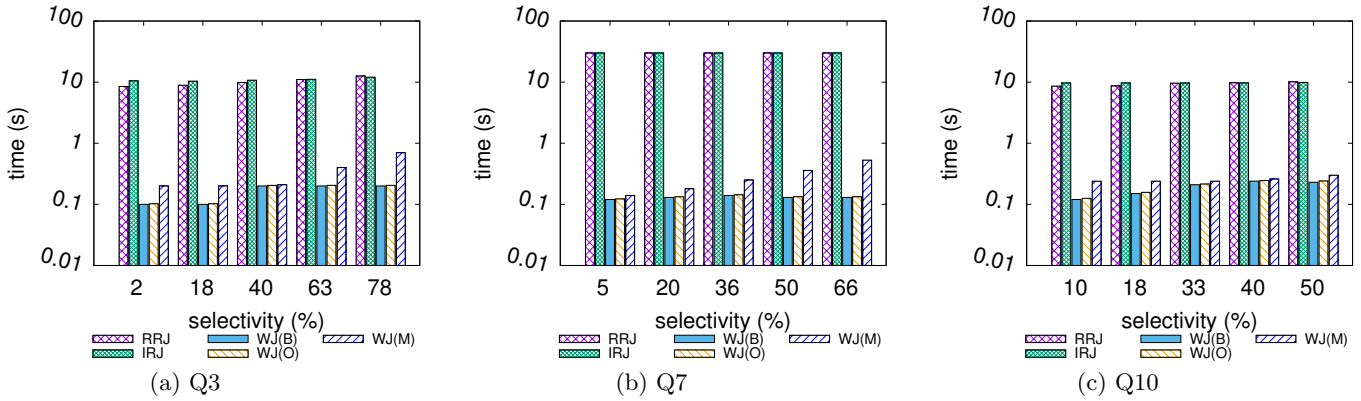 100
10
1
0.1
0.01
time (s)
2 18 40 63 78
selectivity (%)
RRJ WJ(B) WJ(M)
IRJ WJ(O)
(a) Q3
100
10
1
0.1
0.01
time (s)
5 20 36 50 66
selectivity (%)
RRJ WJ(B) WJ(M)
IRJ WJ(O)
(b) Q7
100
10
1
0.1
0.01
time (s)
10 18 33 40 50
selectivity (%)
RRJ WJ(B) WJ(M)
IRJ WJ(O)
(c) Q10